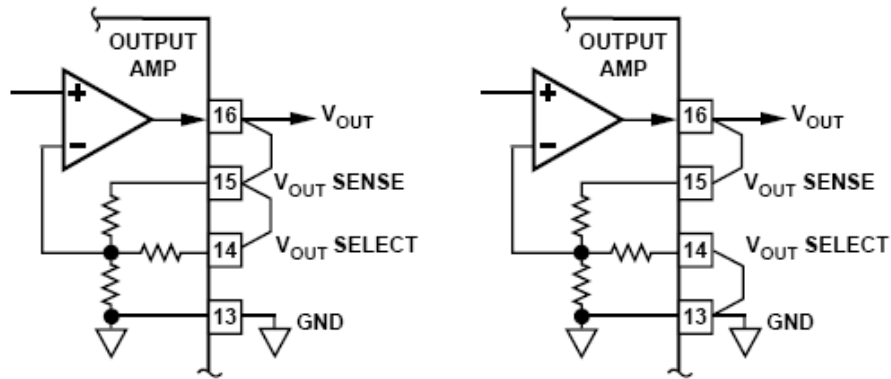 OUTPUT
AMP
+
-
16
V_OUT
15
V_OUT SENSE
14
V_OUT SELECT
13
GND
OUTPUT
AMP
+
-
16
V_OUT
15
V_OUT SENSE
14
V_OUT SELECT
13
GND